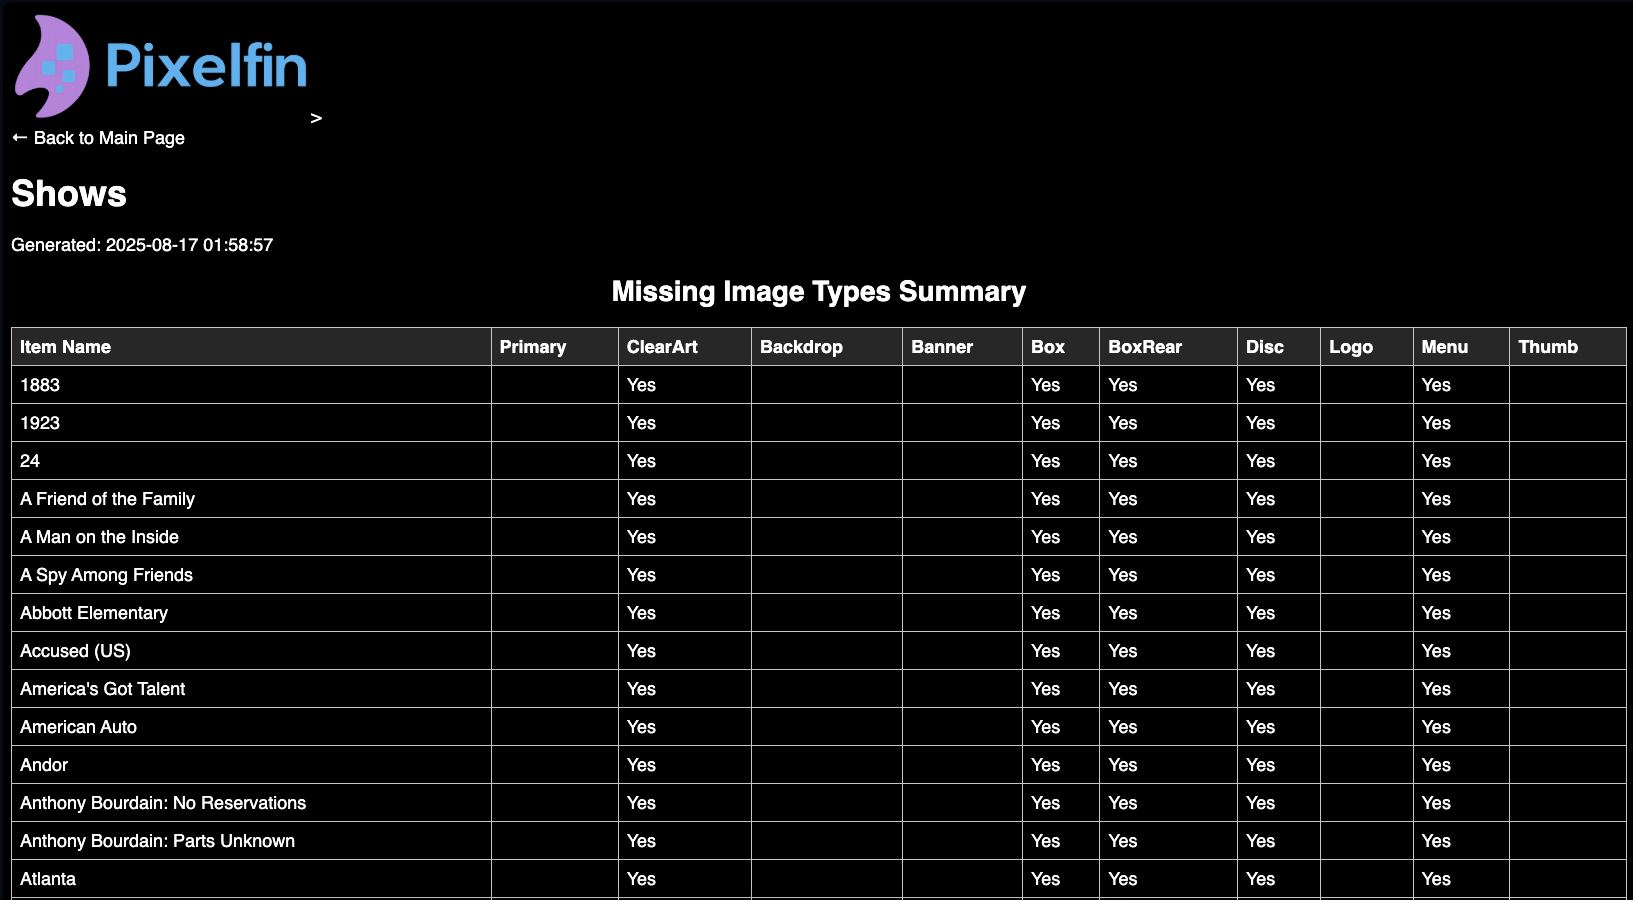 Pixelfin
>
← Back to Main Page
Shows
Generated: 2025-08-17 01:58:57
Missing Image Types Summary
Item Name Primary ClearArt Backdrop Banner Box BoxRear Disc Logo Menu Thumb
1883 Yes Yes Yes Yes Yes
1923 Yes Yes Yes Yes Yes
24 Yes Yes Yes Yes Yes
A Friend of the Family Yes Yes Yes Yes Yes
A Man on the Inside Yes Yes Yes Yes Yes
A Spy Among Friends Yes Yes Yes Yes Yes
Abbott Elementary Yes Yes Yes Yes Yes
Accused (US) Yes Yes Yes Yes Yes
America's Got Talent Yes Yes Yes Yes Yes
American Auto Yes Yes Yes Yes Yes
Andor Yes Yes Yes Yes Yes
Anthony Bourdain: No Reservations Yes Yes Yes Yes Yes
Anthony Bourdain: Parts Unknown Yes Yes Yes Yes Yes
Atlanta Yes Yes Yes Yes Yes